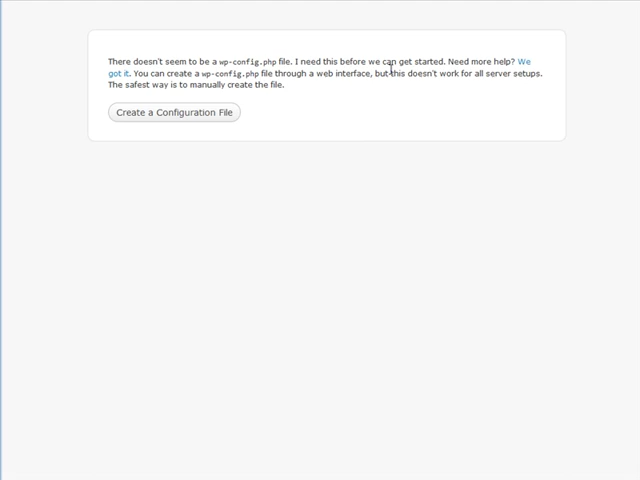 There doesn't seem to be a wp-config.php file. I need this before we can get started. Need more help? We
got it. You can create a wp-config.php file through a web interface, but this doesn't work for all server setups.
The safest way is to manually create the file.
Create a Configuration File